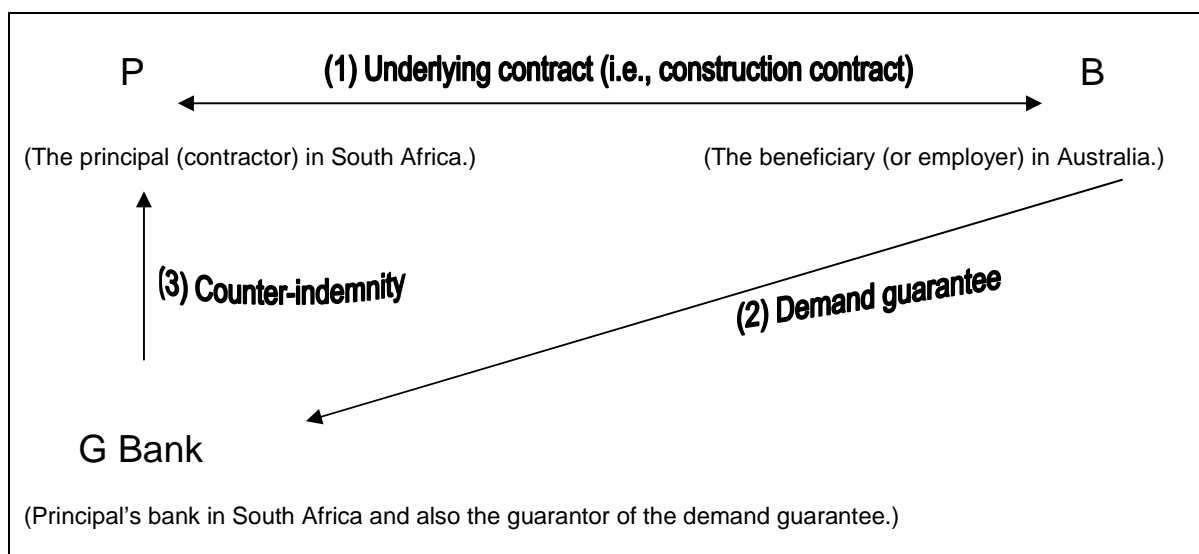 P
(1) Underlying contract (i.e., construction contract)
B
(The principal (contractor) in South Africa.)
(The beneficiary (or employer) in Australia.)
(3) Counter-indemnity
(2) Demand guarantee
G Bank
(Principal’s bank in South Africa and also the guarantor of the demand guarantee.)